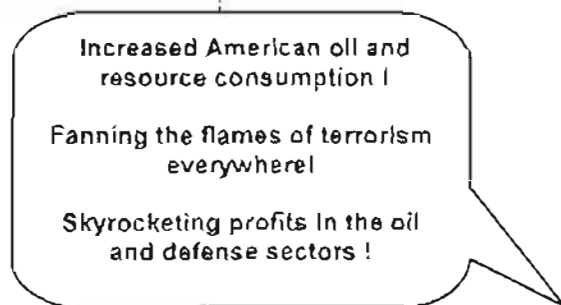 Increased American oil and
resource consumption !
Fanning the flames of terrorism
everywhere!
Skyrocketing profits in the oil
and defense sectors !